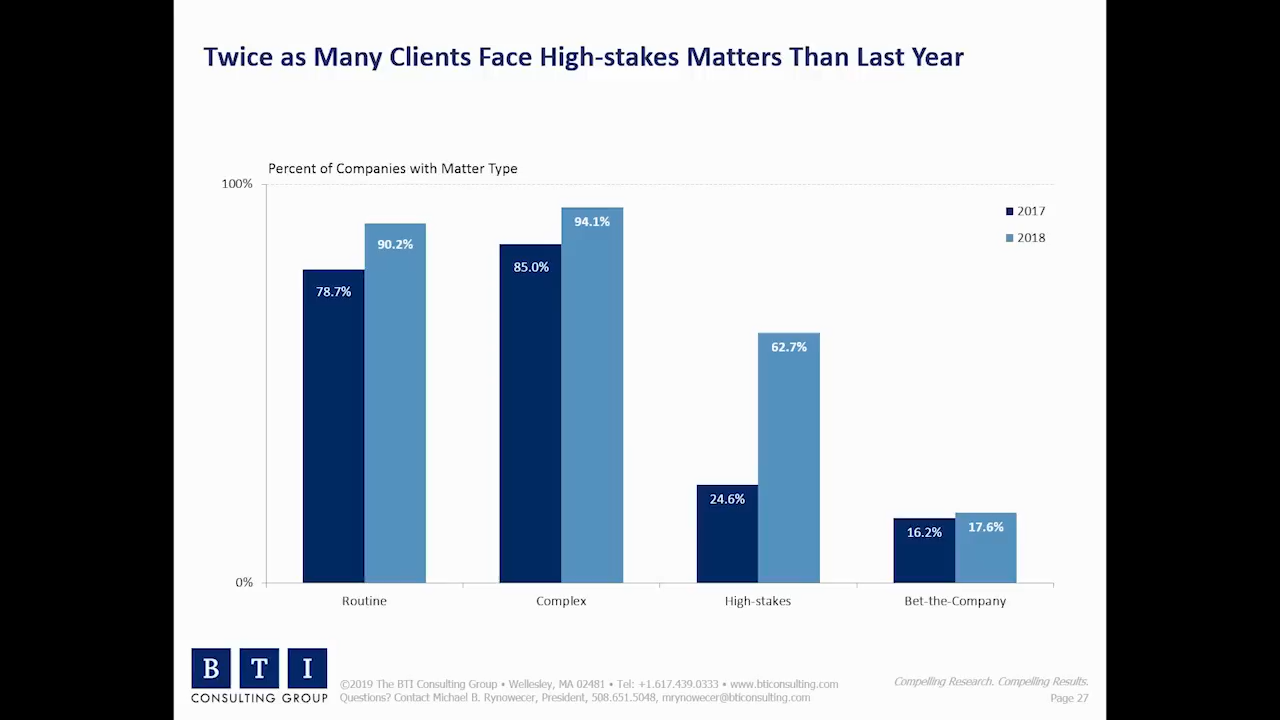 Twice as Many Clients Face High-stakes Matters Than Last Year
Percent of Companies with Matter Type
100%
2017
2018
90.2%
94.1%
78.7%
85.0%
62.7%
24.6%
16.2%
17.6%
0%
Routine
Complex
High-stakes
Bet-the-Company
B T I
CONSULTING GROUP
©2019 The BTI Consulting Group • Wellesley, MA 02481 • Tel: +1.617.439.0333 • www.bticonsulting.com
Questions? Contact Michael B. Rynowecer, President, 508.651.5048, mrynowecer@bticonsulting.com
Compelling Research. Compelling Results.
Page 27